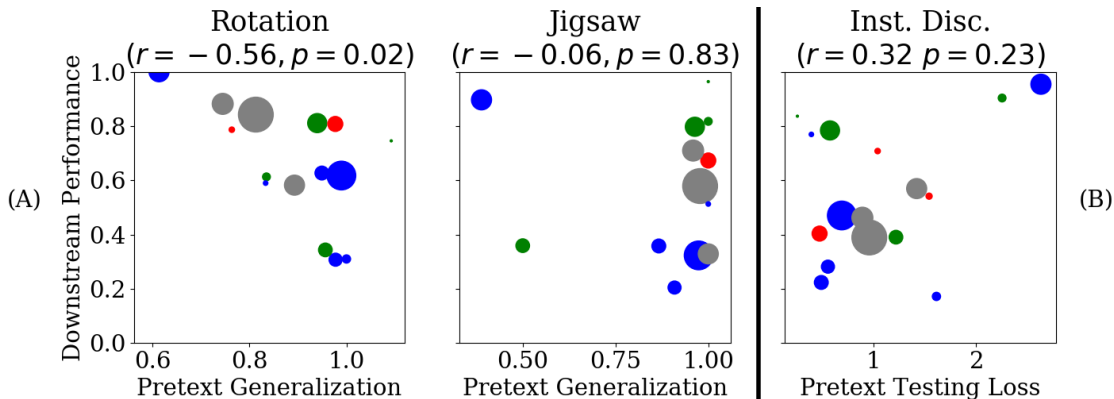 Rotation
(r = −0.56, p = 0.02)
Jigsaw
(r = −0.06, p = 0.83)
Inst. Disc.
(r = 0.32 p = 0.23)
(A)
Downstream Performance
1.0
0.8
0.6
0.4
0.2
0.0
0.6 0.8 1.0
Pretext Generalization
0.50 0.75 1.00
Pretext Generalization
1 2
Pretext Testing Loss
(B)